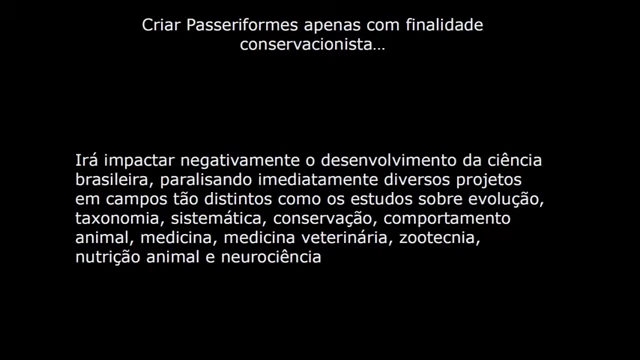 Criar Passeriformes apenas com finalidade
conservacionista...
Irá impactar negativamente o desenvolvimento da ciência
brasileira, paralisando imediatamente diversos projetos
em campos tão distintos como os estudos sobre evolução,
taxonomia, sistemática, conservação, comportamento
animal, medicina, medicina veterinária, zootecnia,
nutrição animal e neurociência